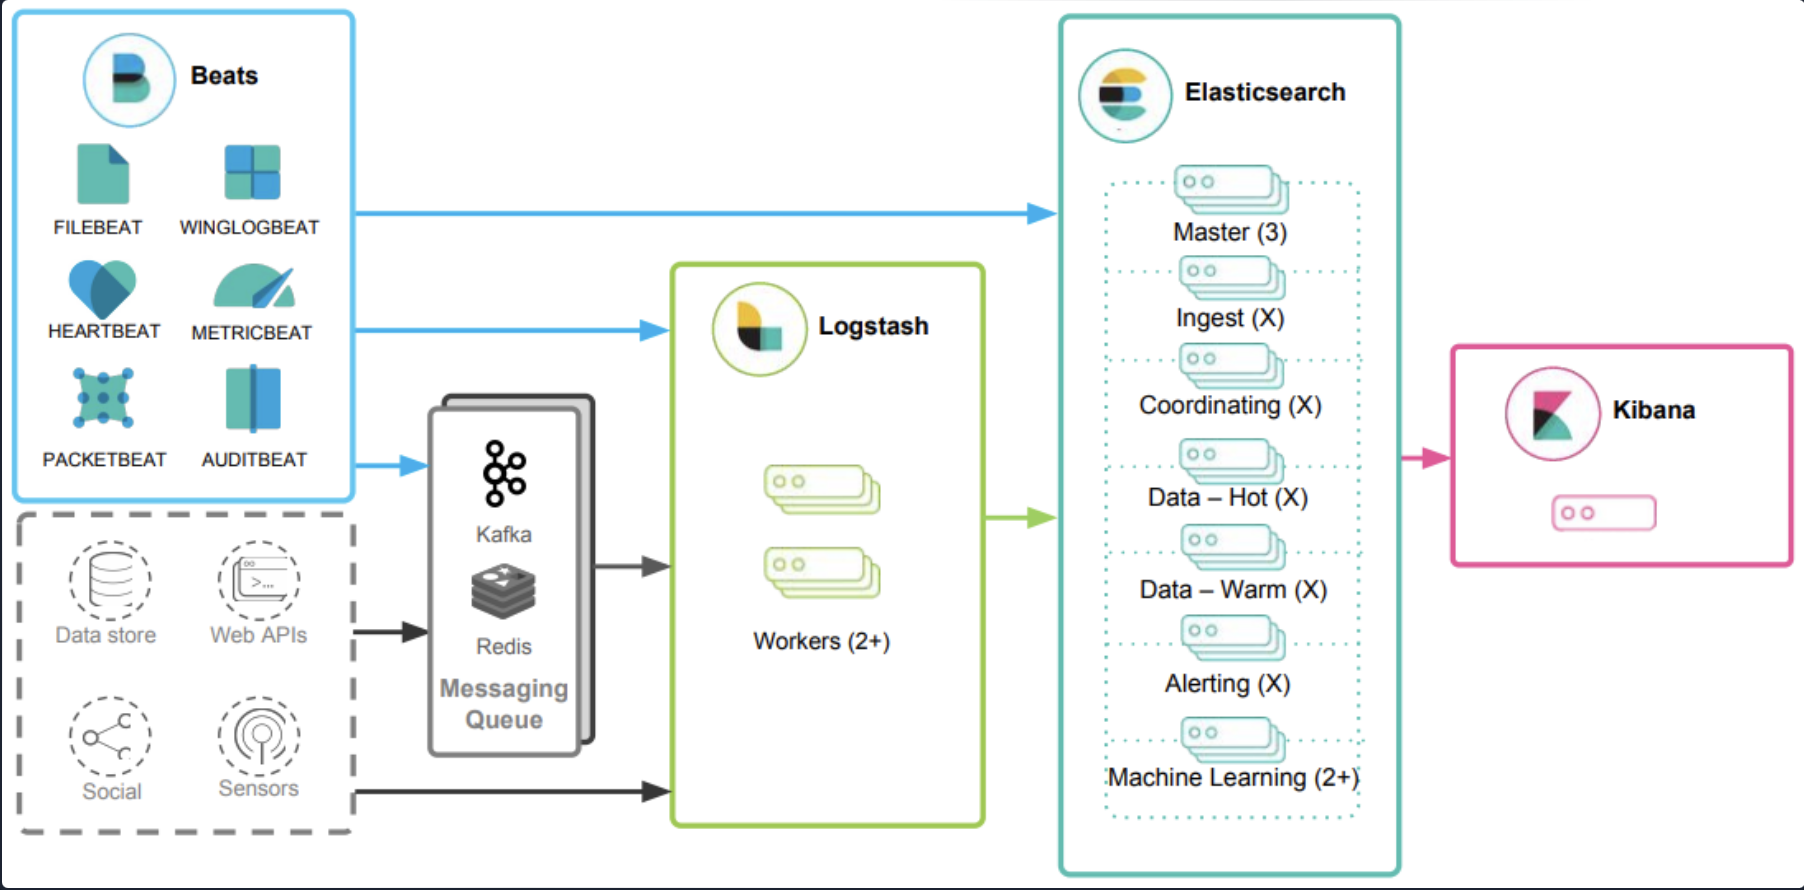 Beats
FILEBEAT
WINGLOGBEAT
HEARTBEAT
METRICBEAT
PACKETBEAT
AUDITBEAT
Data store
Web APIs
Social
Sensors
Kafka
Redis
Messaging
Queue
Logstash
Workers (2+)
Elasticsearch
Master (3)
Ingest (X)
Coordinating (X)
Data – Hot (X)
Data – Warm (X)
Alerting (X)
Machine Learning (2+)
Kibana